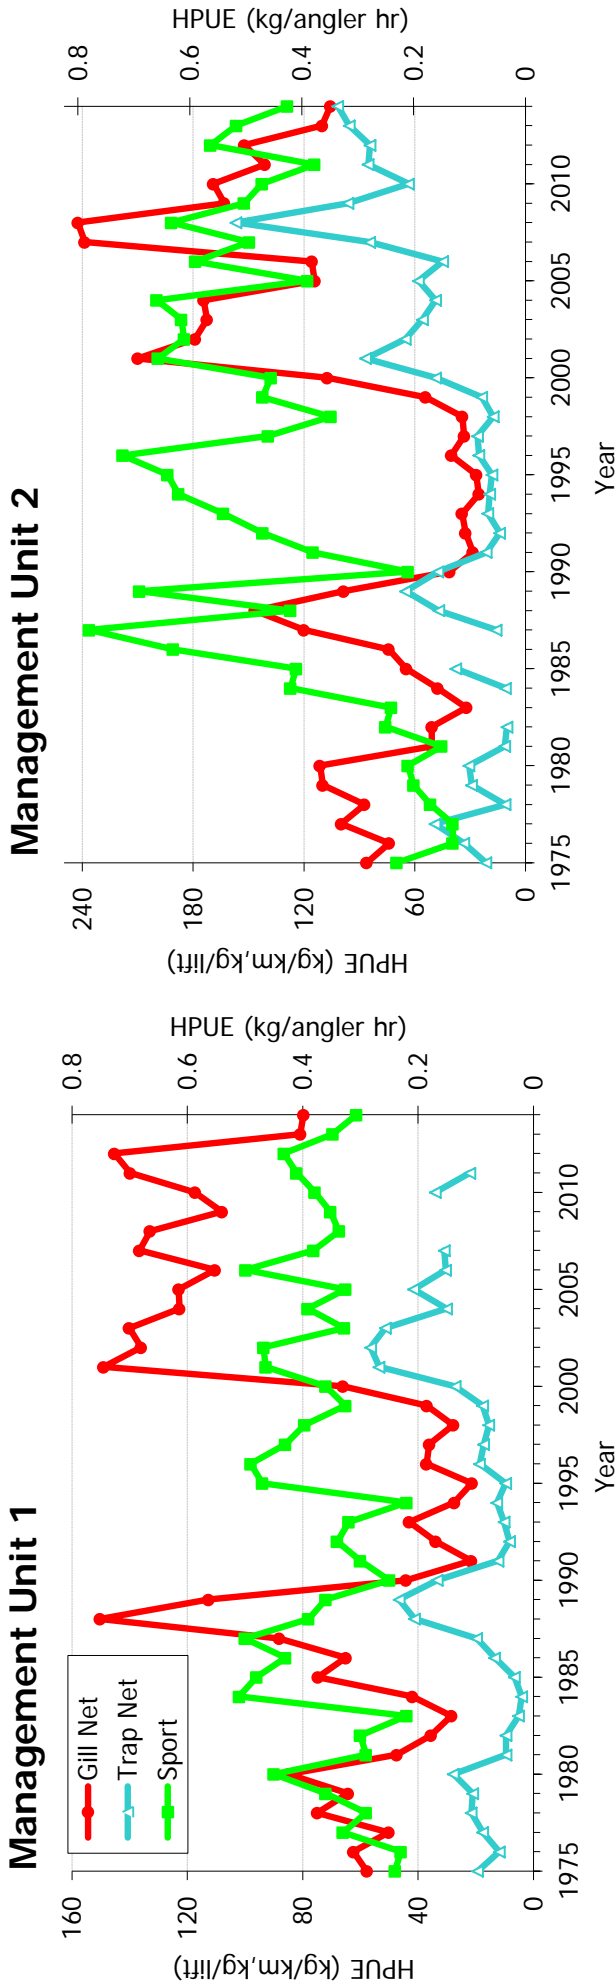 Management Unit 1
HPUE (kg/km,kg/lift)
160
120
80
40
0
Gill Net
Trap Net
Sport
HPUE (kg/angler hr)
0.8
0.6
0.4
0.2
0
1975 1980 1985 1990 1995 2000 2005 2010
Year
Management Unit 2
HPUE (kg/km,kg/lift)
240
180
120
60
0
HPUE (kg/angler hr)
0.8
0.6
0.4
0.2
0
1975 1980 1985 1990 1995 2000 2005 2010
Year